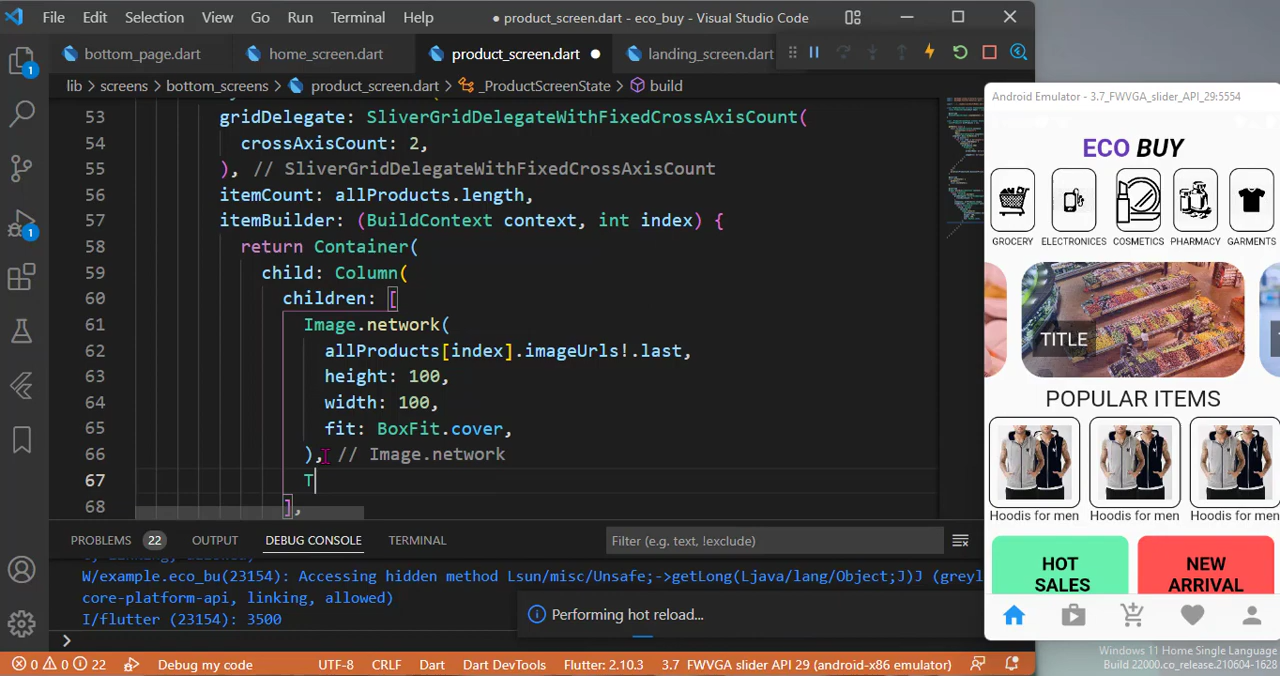 File Edit Selection View Go Run Terminal Help ● product_screen.dart - eco_buy - Visual Studio Code
bottom_page.dart home_screen.dart product_screen.dart ● landing_screen.dart
lib > screens > bottom_screens > product_screen.dart > _ProductScreenState > build
53 gridDelegate: SliverGridDelegateWithFixedCrossAxisCount(
54 crossAxisCount: 2,
55 ), // SliverGridDelegateWithFixedCrossAxisCount
56 itemCount: allProducts.length,
57 itemBuilder: (BuildContext context, int index) {
58 return Container(
59 child: Column(
60 children: [
61 Image.network(
62 allProducts[index].imageUrls!.last,
63 height: 100,
64 width: 100,
65 fit: BoxFit.cover,
66 ), // Image.network
67 T
68 ],
1
1
PROBLEMS 22 OUTPUT DEBUG CONSOLE TERMINAL Filter (e.g. text, !exclude)
W/example.eco_bu(23154): Accessing hidden method Lsun/misc/Unsafe;->getLong(Ljava/lang/Object;J)J (greyl
core-platform-api, linking, allowed)
I/flutter (23154): 3500
Performing hot reload...
0 0 22 Debug my code UTF-8 CRLF Dart Dart DevTools Flutter: 2.10.3 3.7 FWVGA slider API 29 (android-x86 emulator)
Android Emulator - 3.7_FWVGA_slider_API_29:5554
ECO BUY
GROCERY ELECTRONICES COSMETICS PHARMACY GARMENTS
TITLE
POPULAR ITEMS
Hoodis for men Hoodis for men Hoodis for men
HOT
SALES
NEW
ARRIVAL
Windows 11 Home Single Language
Build 22000.co_release.210604-1628